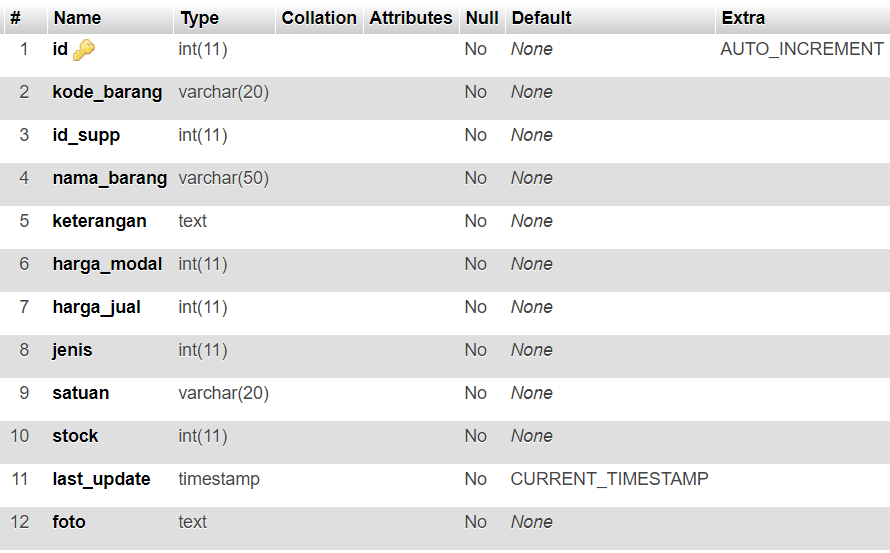 # Name Type Collation Attributes Null Default Extra
1 id int(11) No None AUTO_INCREMENT
2 kode_barang varchar(20) No None
3 id_supp int(11) No None
4 nama_barang varchar(50) No None
5 keterangan text No None
6 harga_modal int(11) No None
7 harga_jual int(11) No None
8 jenis int(11) No None
9 satuan varchar(20) No None
10 stock int(11) No None
11 last_update timestamp No CURRENT_TIMESTAMP
12 foto text No None